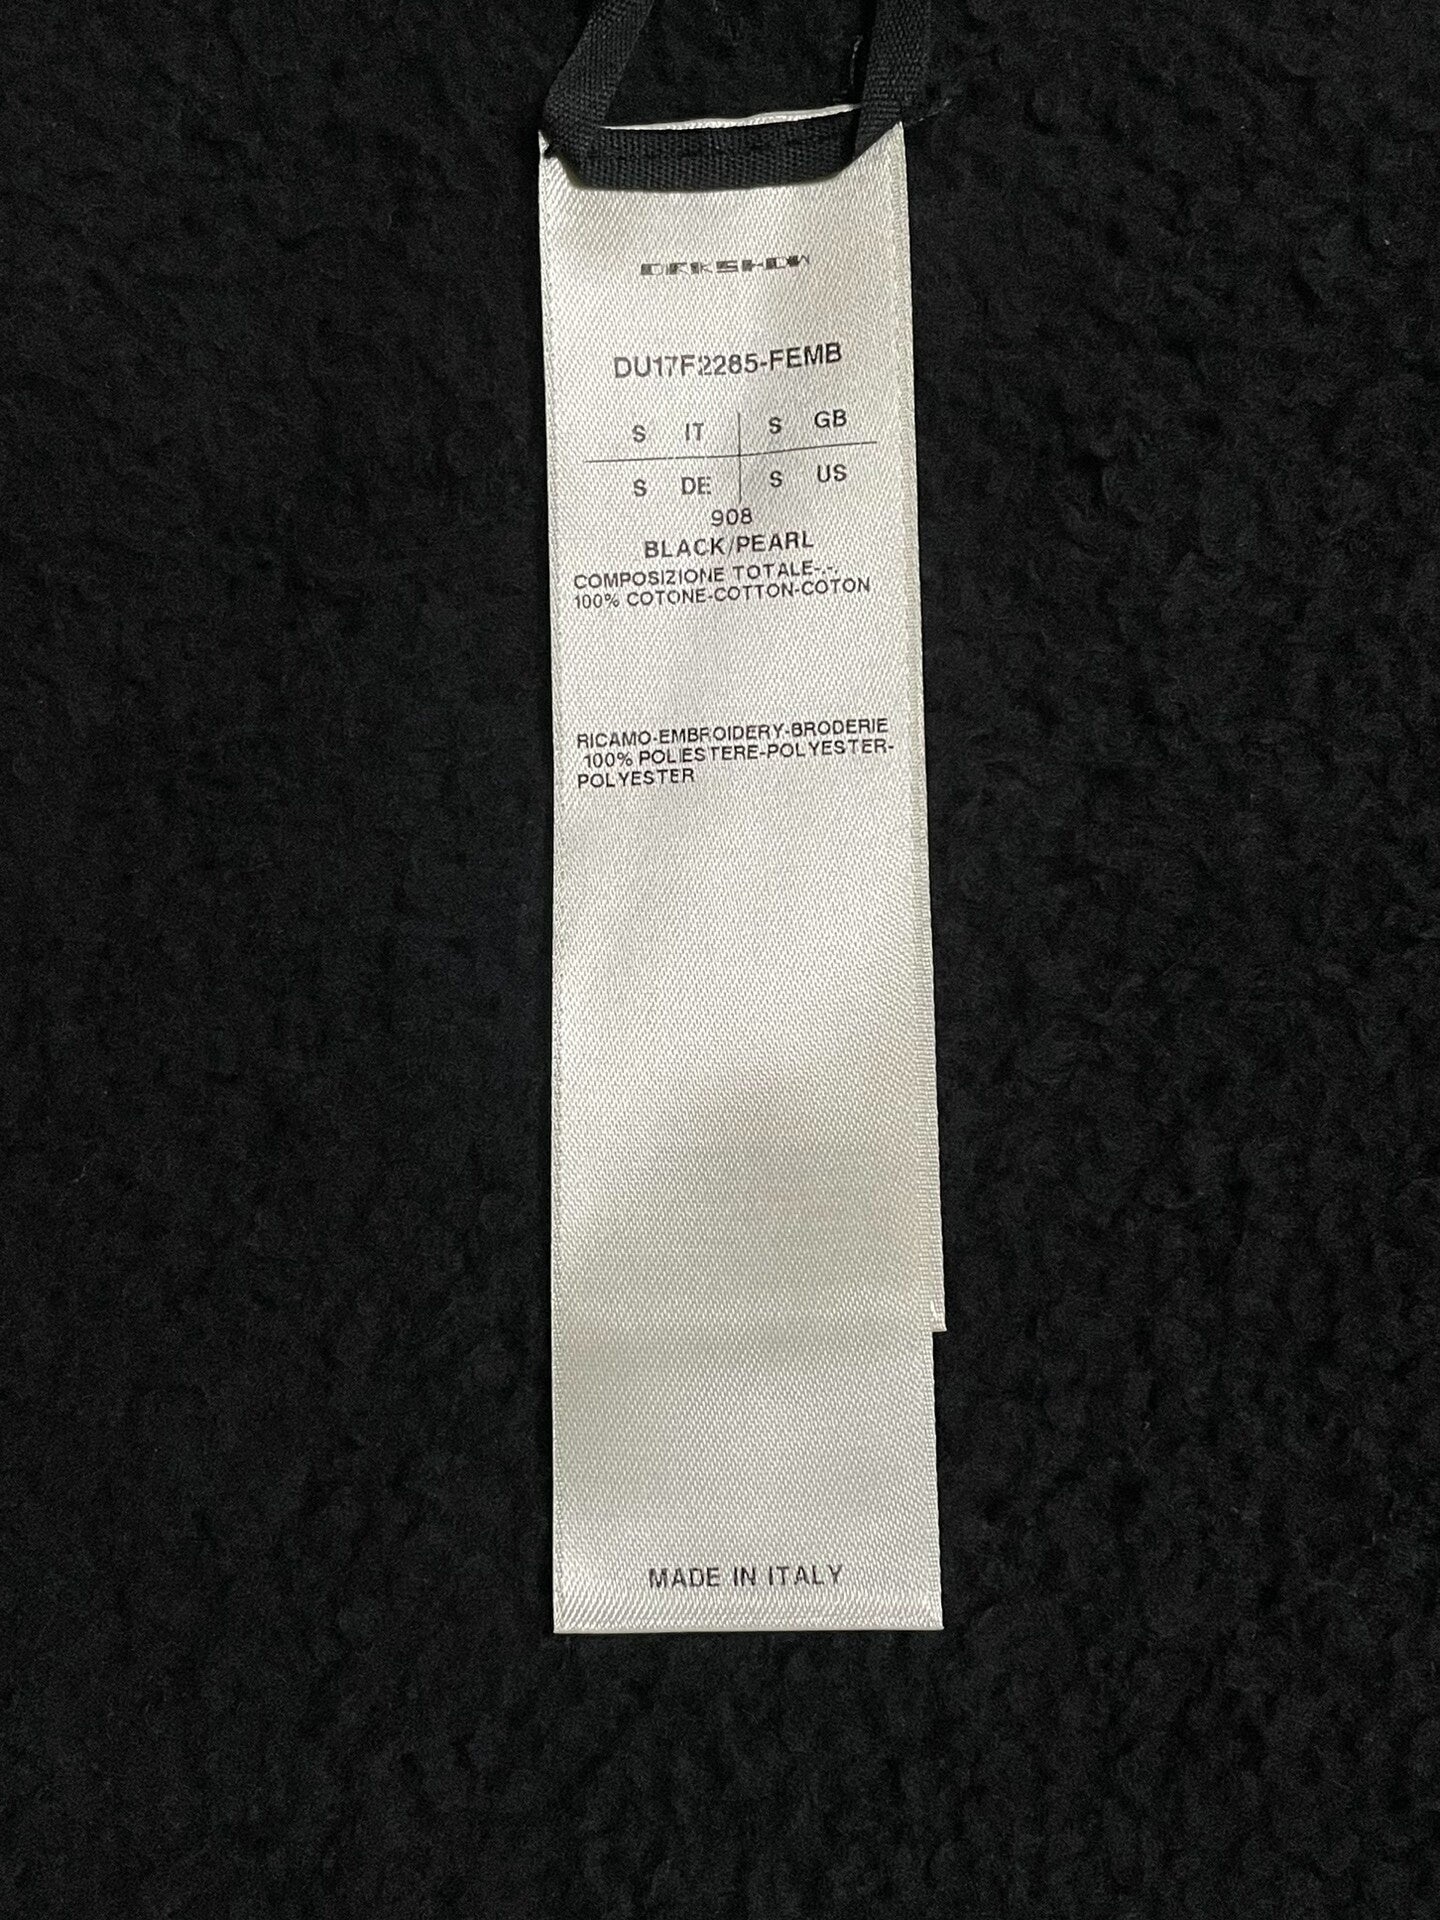 DRKSHDW
DU17F2285-FEMB
S IT S GB
S DE S US
908
BLACK/PEARL
COMPOSIZIONE TOTALE-.-.
100% COTONE-COTTON-COTON
RICAMO-EMBROIDERY-BRODERIE
100% POLIESTERE-POLYESTER-
POLYESTER
MADE IN ITALY